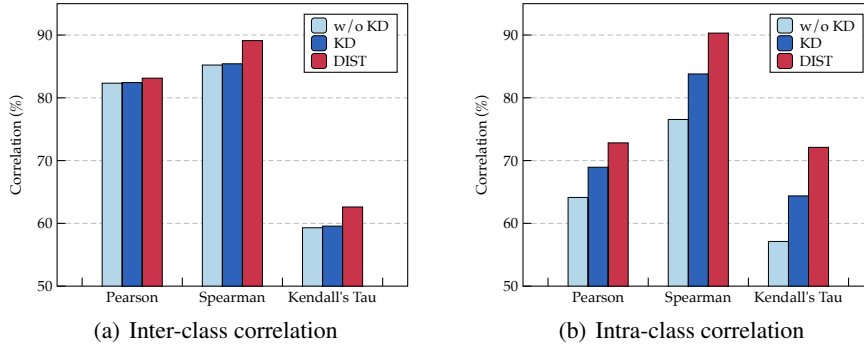 90
80
70
60
50
Correlation (%)
w/o KD
KD
DIST
Pearson
Spearman
Kendall's Tau
(a) Inter-class correlation
90
80
70
60
50
Correlation (%)
w/o KD
KD
DIST
Pearson
Spearman
Kendall's Tau
(b) Intra-class correlation